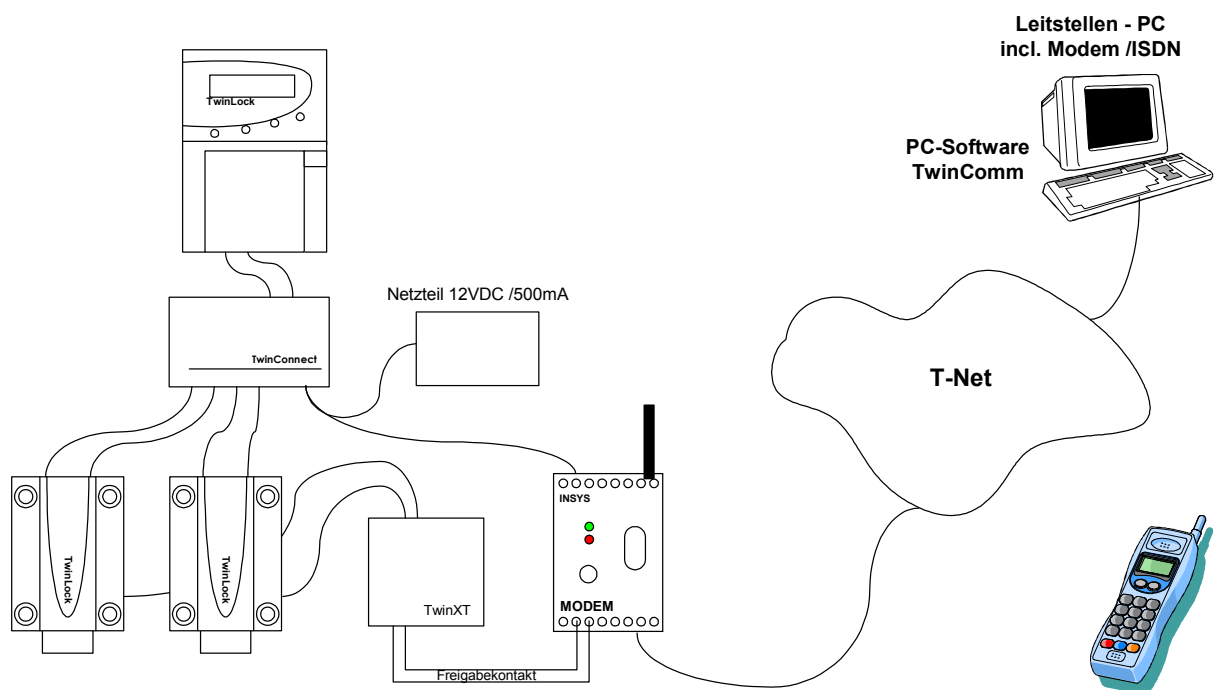 Leitstellen - PC
incl. Modem /ISDN
TwinLock
PC-Software
TwinComm
Netzteil 12VDC /500mA
TwinConnect
T-Net
INSYS
TwinLock
TwinLock
TwinXT
MODEM
Freigabekontakt